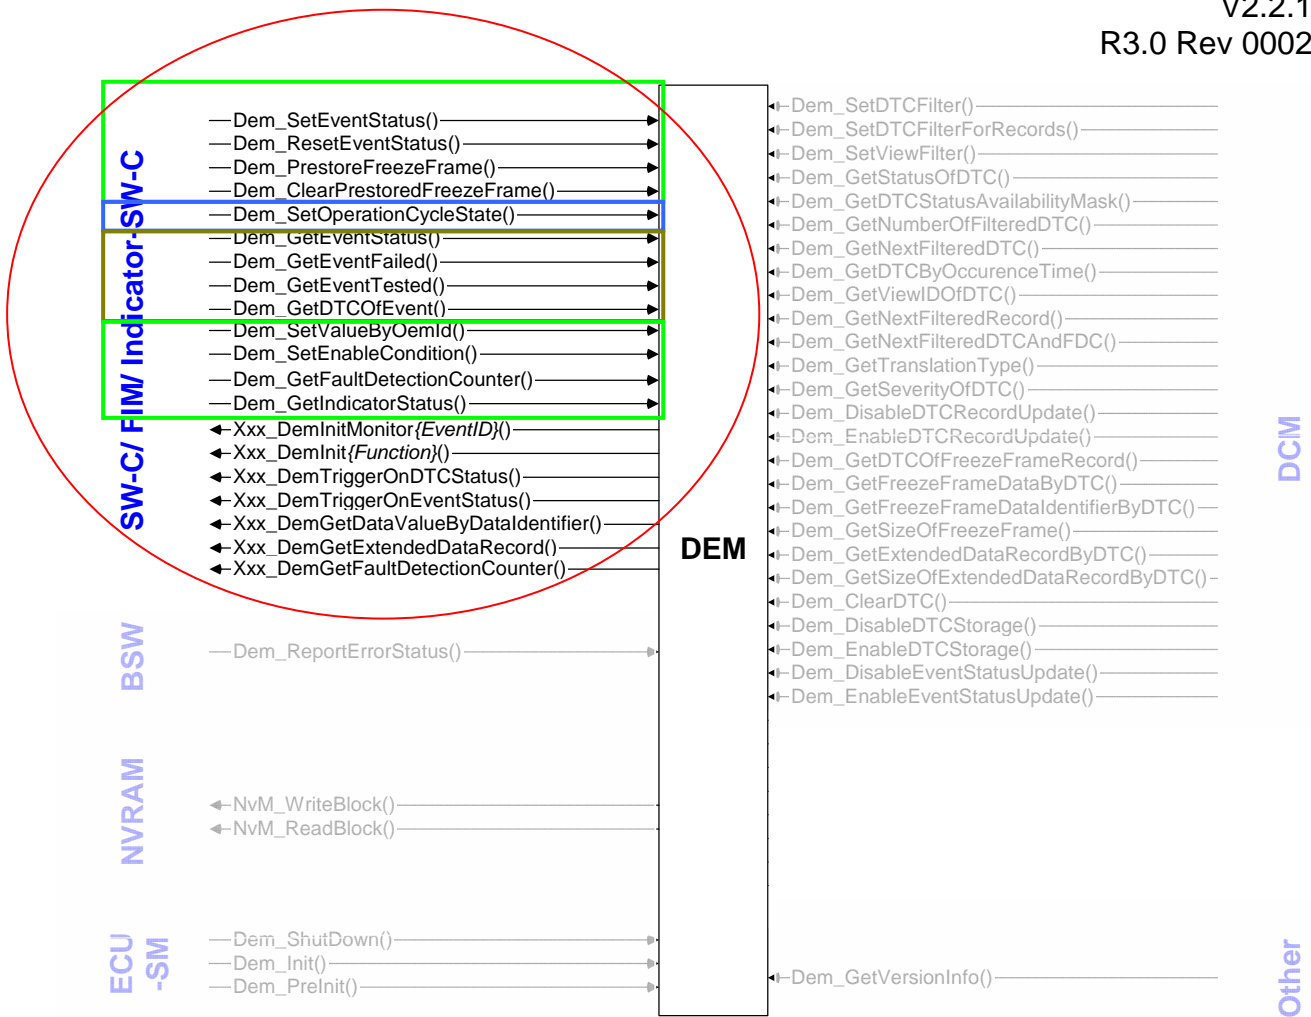 v2.2.1
R3.0 Rev 0002
SW-C/ FIM/ Indicator-SW-C
Dem_SetEventStatus()
Dem_ResetEventStatus()
Dem_PrestoreFreezeFrame()
Dem_ClearPrestoredFreezeFrame()
Dem_SetOperationCycleState()
Dem_GetEventStatus()
Dem_GetEventFailed()
Dem_GetEventTested()
Dem_GetDTCOfEvent()
Dem_SetValueByOemId()
Dem_SetEnableCondition()
Dem_GetFaultDetectionCounter()
Dem_GetIndicatorStatus()
Xxx_DemInitMonitor{EventID}()
Xxx_DemInit{Function}()
Xxx_DemTriggerOnDTCStatus()
Xxx_DemTriggerOnEventStatus()
Xxx_DemGetDataValueByDataIdentifier()
Xxx_DemGetExtendedDataRecord()
Xxx_DemGetFaultDetectionCounter()
BSW
Dem_ReportErrorStatus()
NVRAM
NvM_WriteBlock()
NvM_ReadBlock()
ECU
-SM
Dem_ShutDown()
Dem_Init()
Dem_PreInit()
DEM
Dem_SetDTCFilter()
Dem_SetDTCFilterForRecords()
Dem_SetViewFilter()
Dem_GetStatusOfDTC()
Dem_GetDTCStatusAvailabilityMask()
Dem_GetNumberOfFilteredDTC()
Dem_GetNextFilteredDTC()
Dem_GetDTCByOccurenceTime()
Dem_GetViewIDOfDTC()
Dem_GetNextFilteredRecord()
Dem_GetNextFilteredDTCAndFDC()
Dem_GetTranslationType()
Dem_GetSeverityOfDTC()
Dem_DisableDTCRecordUpdate()
Dem_EnableDTCRecordUpdate()
Dem_GetDTCOfFreezeFrameRecord()
Dem_GetFreezeFrameDataByDTC()
Dem_GetFreezeFrameDataIdentifierByDTC()
Dem_GetSizeOfFreezeFrame()
Dem_GetExtendedDataRecordByDTC()
Dem_GetSizeOfExtendedDataRecordByDTC()
Dem_ClearDTC()
Dem_DisableDTCStorage()
Dem_EnableDTCStorage()
Dem_DisableEventStatusUpdate()
Dem_EnableEventStatusUpdate()
DCM
Dem_GetVersionInfo()
Other